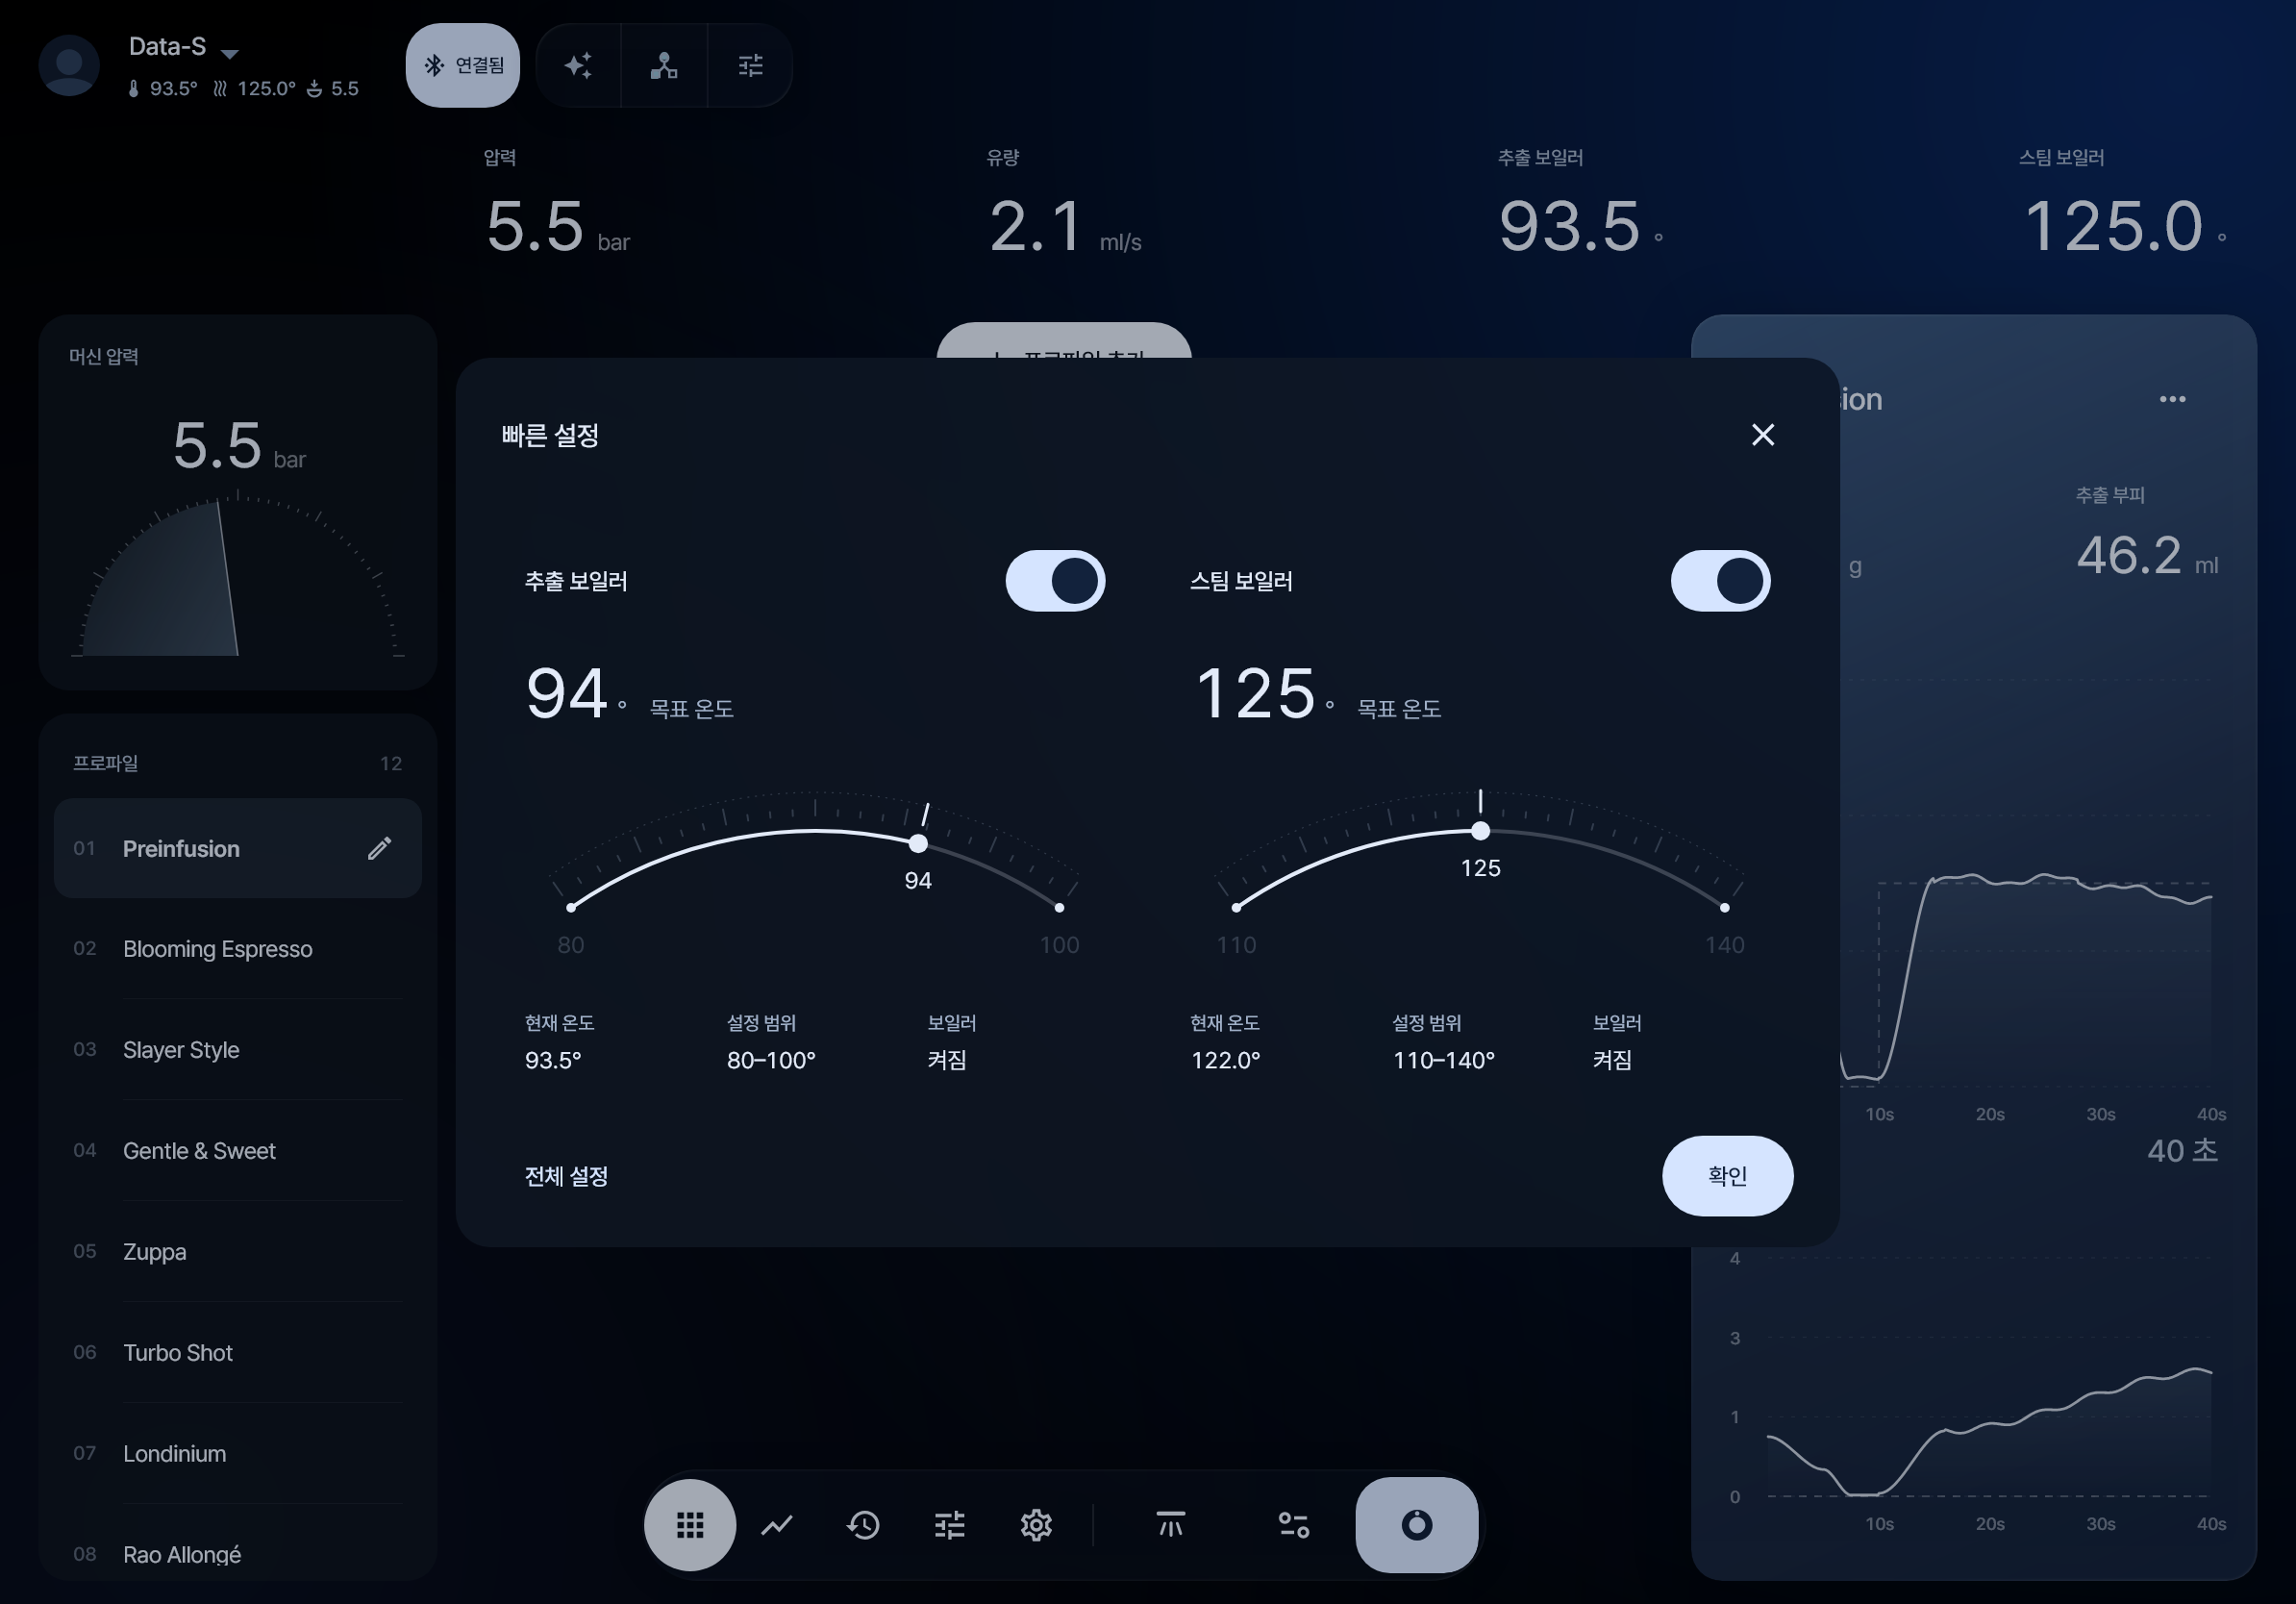 Data-S
93.5° 125.0° 5.5
연결됨
압력
5.5 bar
유량
2.1 ml/s
추출 보일러
93.5 °
스팀 보일러
125.0 °
머신 압력
5.5 bar
프로파일 12
01 Preinfusion
02 Blooming Espresso
03 Slayer Style
04 Gentle & Sweet
05 Zuppa
06 Turbo Shot
07 Londinium
08 Rao Allongé
빠른 설정
추출 보일러
94 ° 목표 온도
94
80 100
현재 온도 설정 범위 보일러
93.5° 80–100° 켜짐
스팀 보일러
125 ° 목표 온도
125
110 140
현재 온도 설정 범위 보일러
122.0° 110–140° 켜짐
전체 설정
확인
sion
추출 부피
g
46.2 ml
10s 20s 30s 40s
40 초
4
3
1
0
10s 20s 30s 40s